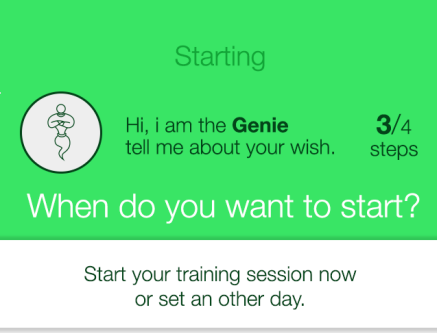 Starting
Hi, i am the Genie
tell me about your wish.
3/4
steps
When do you want to start?
Start your training session now
or set an other day.